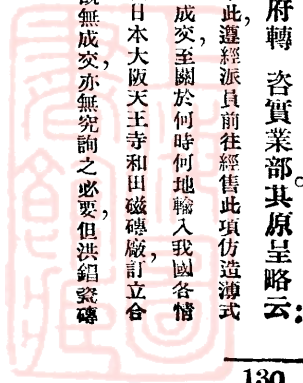 府轉　咨實業部。其原呈略云：
此，遵經派員前往經售此項仿造薄式
成交，至關於何時何地輸入我國各情
日本大阪天王寺和田磁磚廠，訂立合
無成交，亦無究詢之必要，但洪錩瓷磚
130